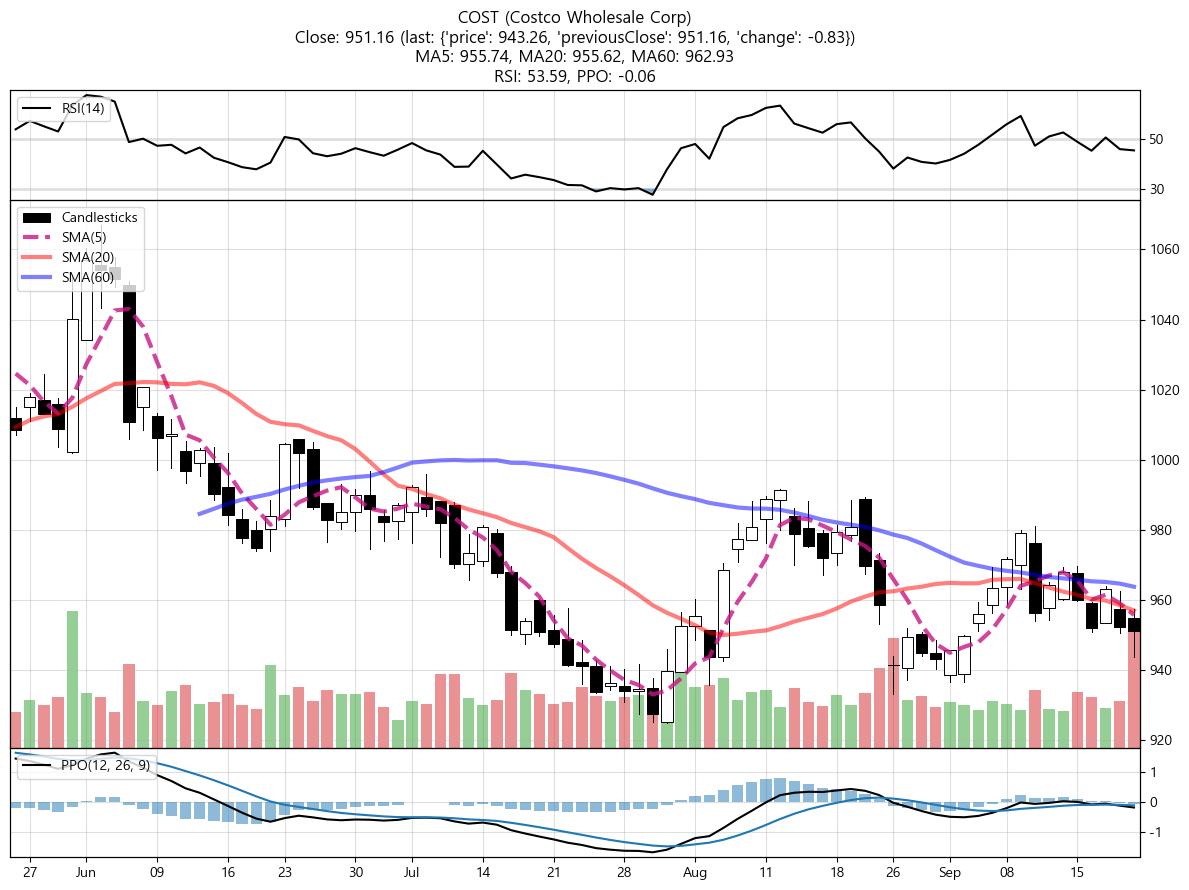 COST (Costco Wholesale Corp)
Close: 951.16 (last: {'price': 943.26, 'previousClose': 951.16, 'change': -0.83})
MA5: 955.74, MA20: 955.62, MA60: 962.93
RSI: 53.59, PPO: -0.06
RSI(14)
50
30
Candlesticks
SMA(5)
SMA(20)
SMA(60)
1060
1040
1020
1000
980
960
940
920
PPO(12, 26, 9)
1
0
-1
27 Jun 09 16 23 30 Jul 14 21 28 Aug 11 18 26 Sep 08 15